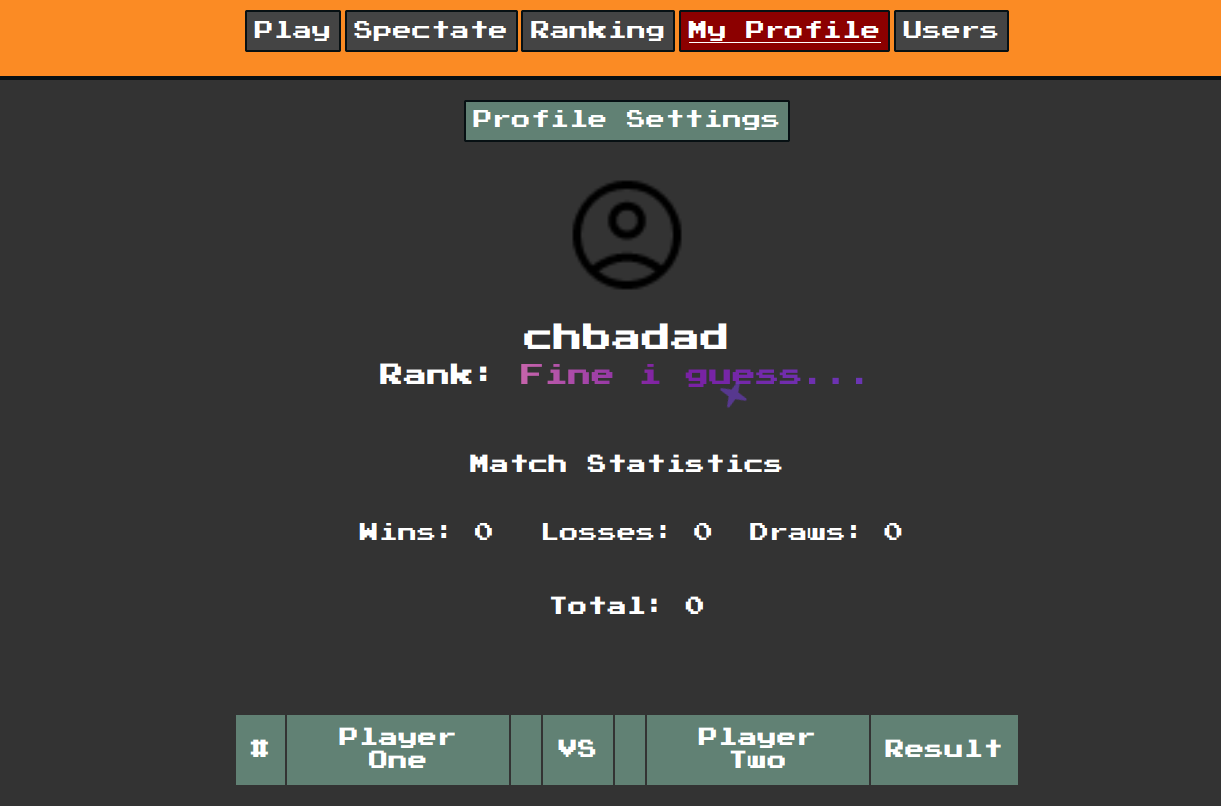 Play Spectate Ranking My Profile Users
Profile Settings
chbadad
Rank: Fine i guess...
Match Statistics
Wins: 0 Losses: 0 Draws: 0
Total: 0
# Player One VS Player Two Result